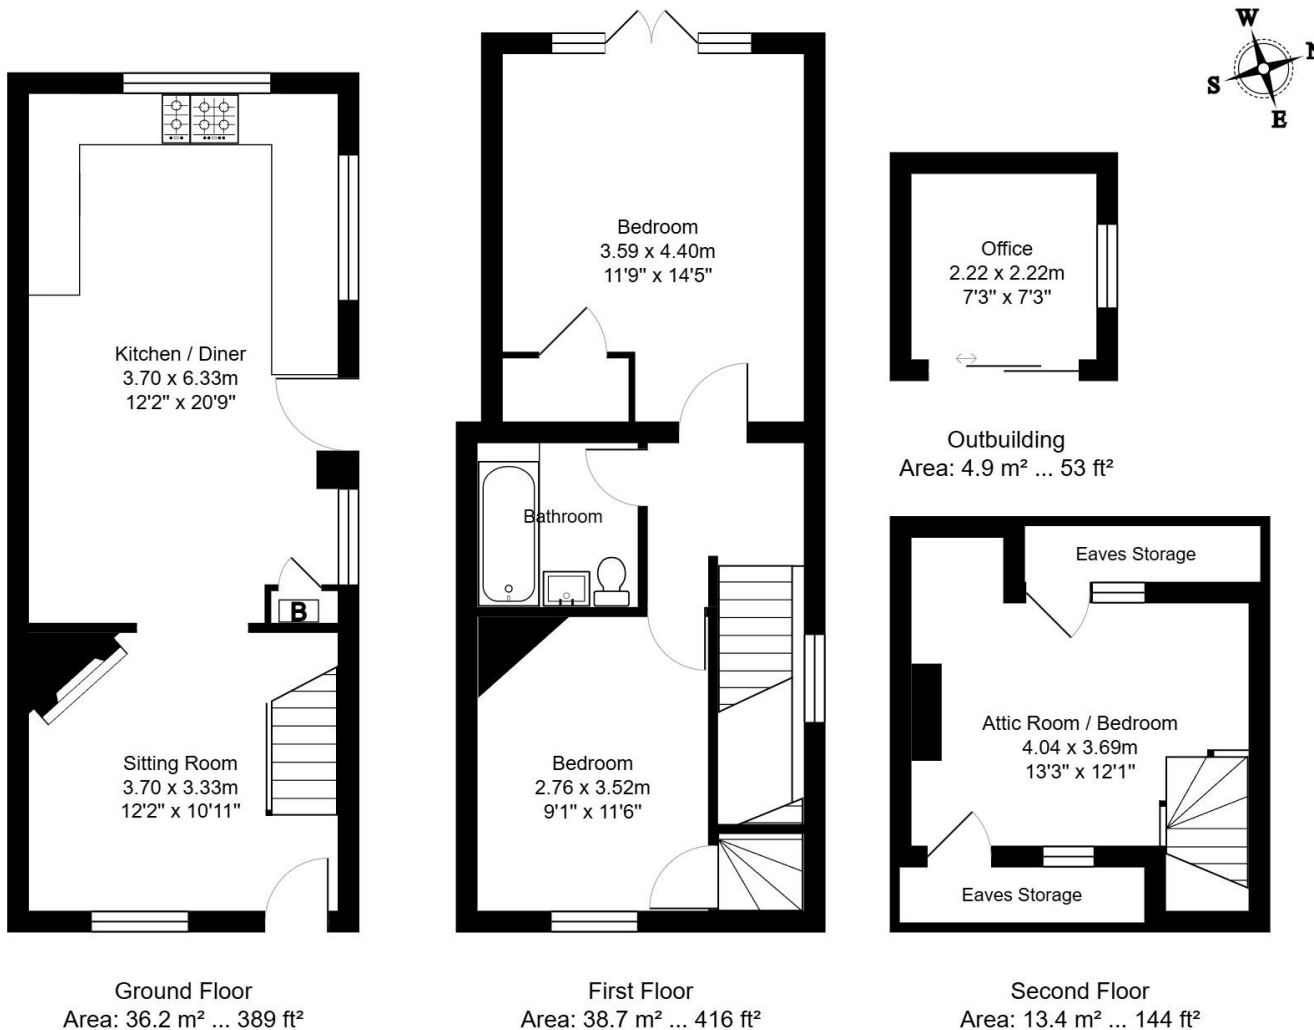 W
N
S
E
Kitchen / Diner
3.70 x 6.33m
12'2" x 20'9"
B
Sitting Room
3.70 x 3.33m
12'2" x 10'11"
Ground Floor
Area: 36.2 m² ... 389 ft²
Bedroom
3.59 x 4.40m
11'9" x 14'5"
Bathroom
Bedroom
2.76 x 3.52m
9'1" x 11'6"
First Floor
Area: 38.7 m² ... 416 ft²
Office
2.22 x 2.22m
7'3" x 7'3"
Outbuilding
Area: 4.9 m² ... 53 ft²
Eaves Storage
Attic Room / Bedroom
4.04 x 3.69m
13'3" x 12'1"
Eaves Storage
Second Floor
Area: 13.4 m² ... 144 ft²